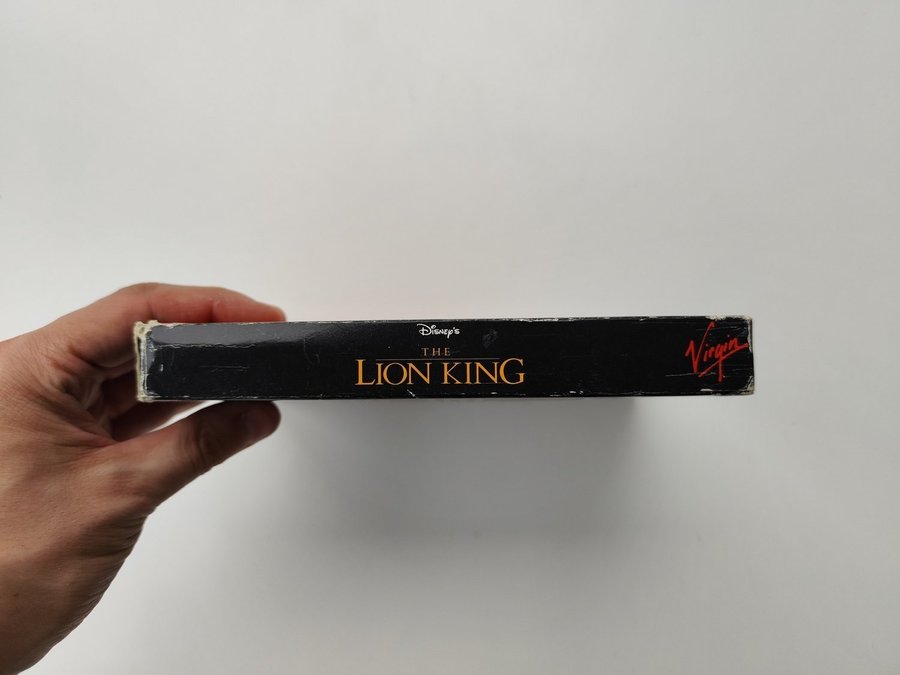 Disney's
THE
LION KING
Virgin